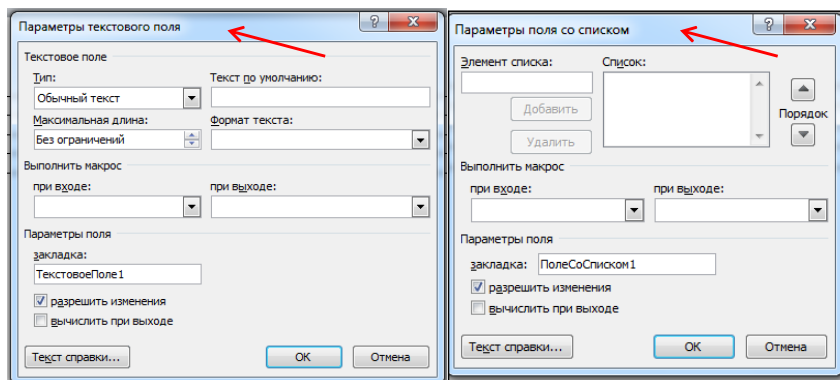 Параметры текстового поля
Текстовое поле
Тип:
Текст по умолчанию:
Обычный текст
Максимальная длина:
Формат текста:
Без ограничений
Выполнить макрос
при входе:
при выходе:
Параметры поля
закладка:
ТекстовоеПоле1
разрешить изменения
вычислить при выходе
Текст справки...
ОК
Отмена
Параметры поля со списком
Элемент списка:
Список:
Добавить
Порядок
Удалить
Выполнить макрос
при входе:
при выходе:
Параметры поля
закладка:
ПолеСоСписком1
разрешить изменения
вычислить при выходе
Текст справки...
ОК
Отмена